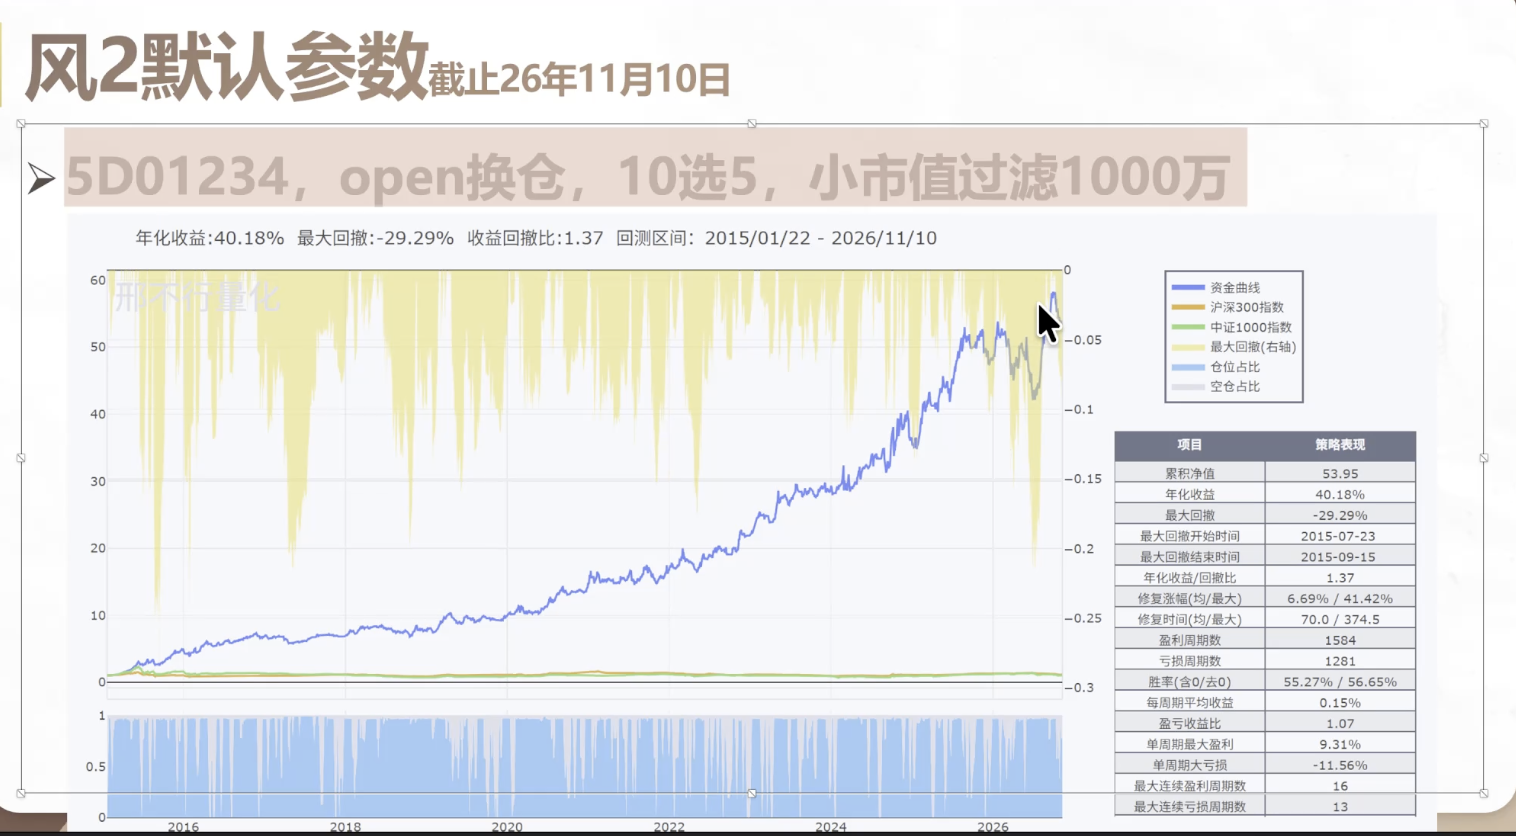 风2默认参数截止26年11月10日
5D01234，open换仓，10选5，小市值过滤1000万
年化收益:40.18% 最大回撤:-29.29% 收益回撤比:1.37 回测区间：2015/01/22 - 2026/11/10
邢不行量化
60
50
40
30
20
10
0
0
−0.05
−0.1
−0.15
−0.2
−0.25
−0.3
1
0.5
0
2016
2018
2020
2022
2024
2026
资金曲线
沪深300指数
中证1000指数
最大回撤(右轴)
仓位占比
空仓占比
项目 策略表现
累积净值 53.95
年化收益 40.18%
最大回撤 -29.29%
最大回撤开始时间 2015-07-23
最大回撤结束时间 2015-09-15
年化收益/回撤比 1.37
修复涨幅(均/最大) 6.69% / 41.42%
修复时间(均/最大) 70.0 / 374.5
盈利周期数 1584
亏损周期数 1281
胜率(含0/去0) 55.27% / 56.65%
每周期平均收益 0.15%
盈亏收益比 1.07
单周期最大盈利 9.31%
单周期大亏损 -11.56%
最大连续盈利周期数 16
最大连续亏损周期数 13